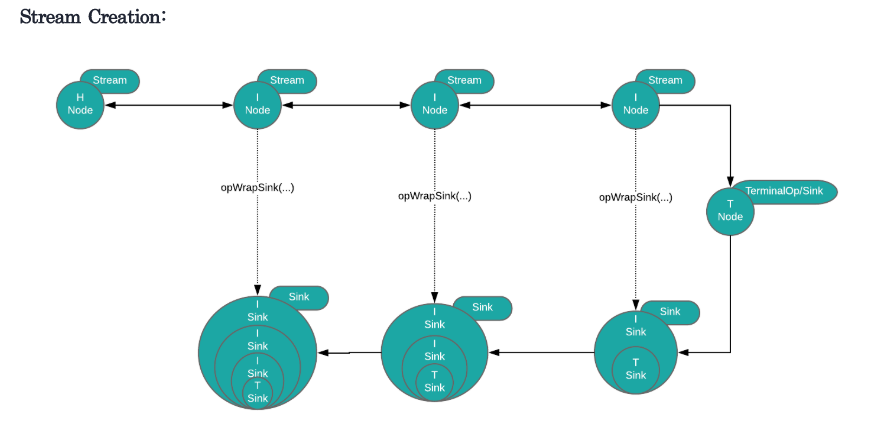 Stream Creation:
Stream
H
Node
Stream
I
Node
Stream
I
Node
Stream
I
Node
opWrapSink(...)
opWrapSink(...)
opWrapSink(...)
TerminalOp/Sink
T
Node
Sink
I
Sink
I
Sink
I
Sink
T
Sink
Sink
I
Sink
I
Sink
T
Sink
Sink
I
Sink
T
Sink